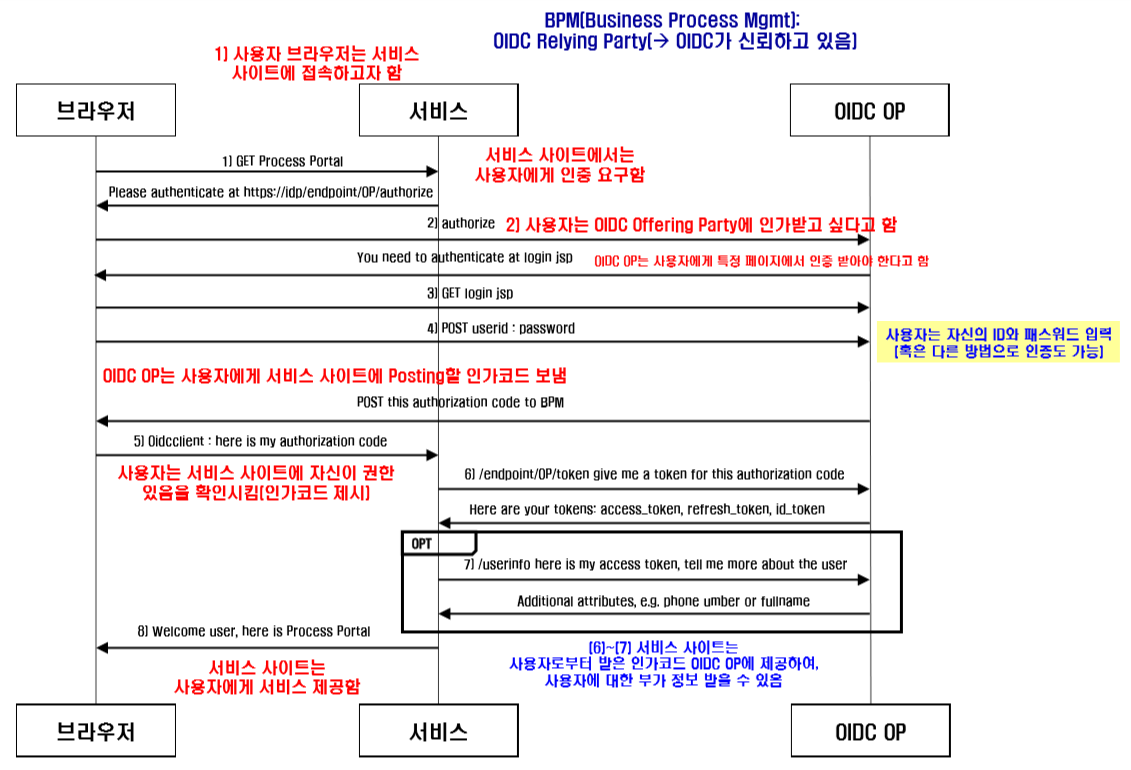 BPM(Business Process Mgmt):
OIDC Relying Party(→ OIDC가 신뢰하고 있음)
1) 사용자 브라우저는 서비스
사이트에 접속하고자 함
브라우저
서비스
OIDC OP
1) GET Process Portal
서비스 사이트에서는
사용자에게 인증 요구함
Please authenticate at https://idp/endpoint/OP/authorize
2) authorize
2) 사용자는 OIDC Offering Party에 인가받고 싶다고 함
You need to authenticate at login jsp
OIDC OP는 사용자에게 특정 페이지에서 인증 받아야 한다고 함
3) GET login jsp
4) POST userid : password
사용자는 자신의 ID와 패스워드 입력
(혹은 다른 방법으로 인증도 가능)
OIDC OP는 사용자에게 서비스 사이트에 Posting할 인가코드 보냄
POST this authorization code to BPM
5) Oidcclient : here is my authorization code
사용자는 서비스 사이트에 자신이 권한
있음을 확인시킴(인가코드 제시)
6) /endpoint/OP/token give me a token for this authorization code
Here are your tokens: access_token, refresh_token, id_token
OPT
7) /userinfo here is my access token, tell me more about the user
Additional attributes, e.g. phone umber or fullname
8) Welcome user, here is Process Portal
서비스 사이트는
사용자에게 서비스 제공함
(6)~(7) 서비스 사이트는
사용자로부터 받은 인가코드 OIDC OP에 제공하여,
사용자에 대한 부가 정보 받을 수 있음
브라우저
서비스
OIDC OP